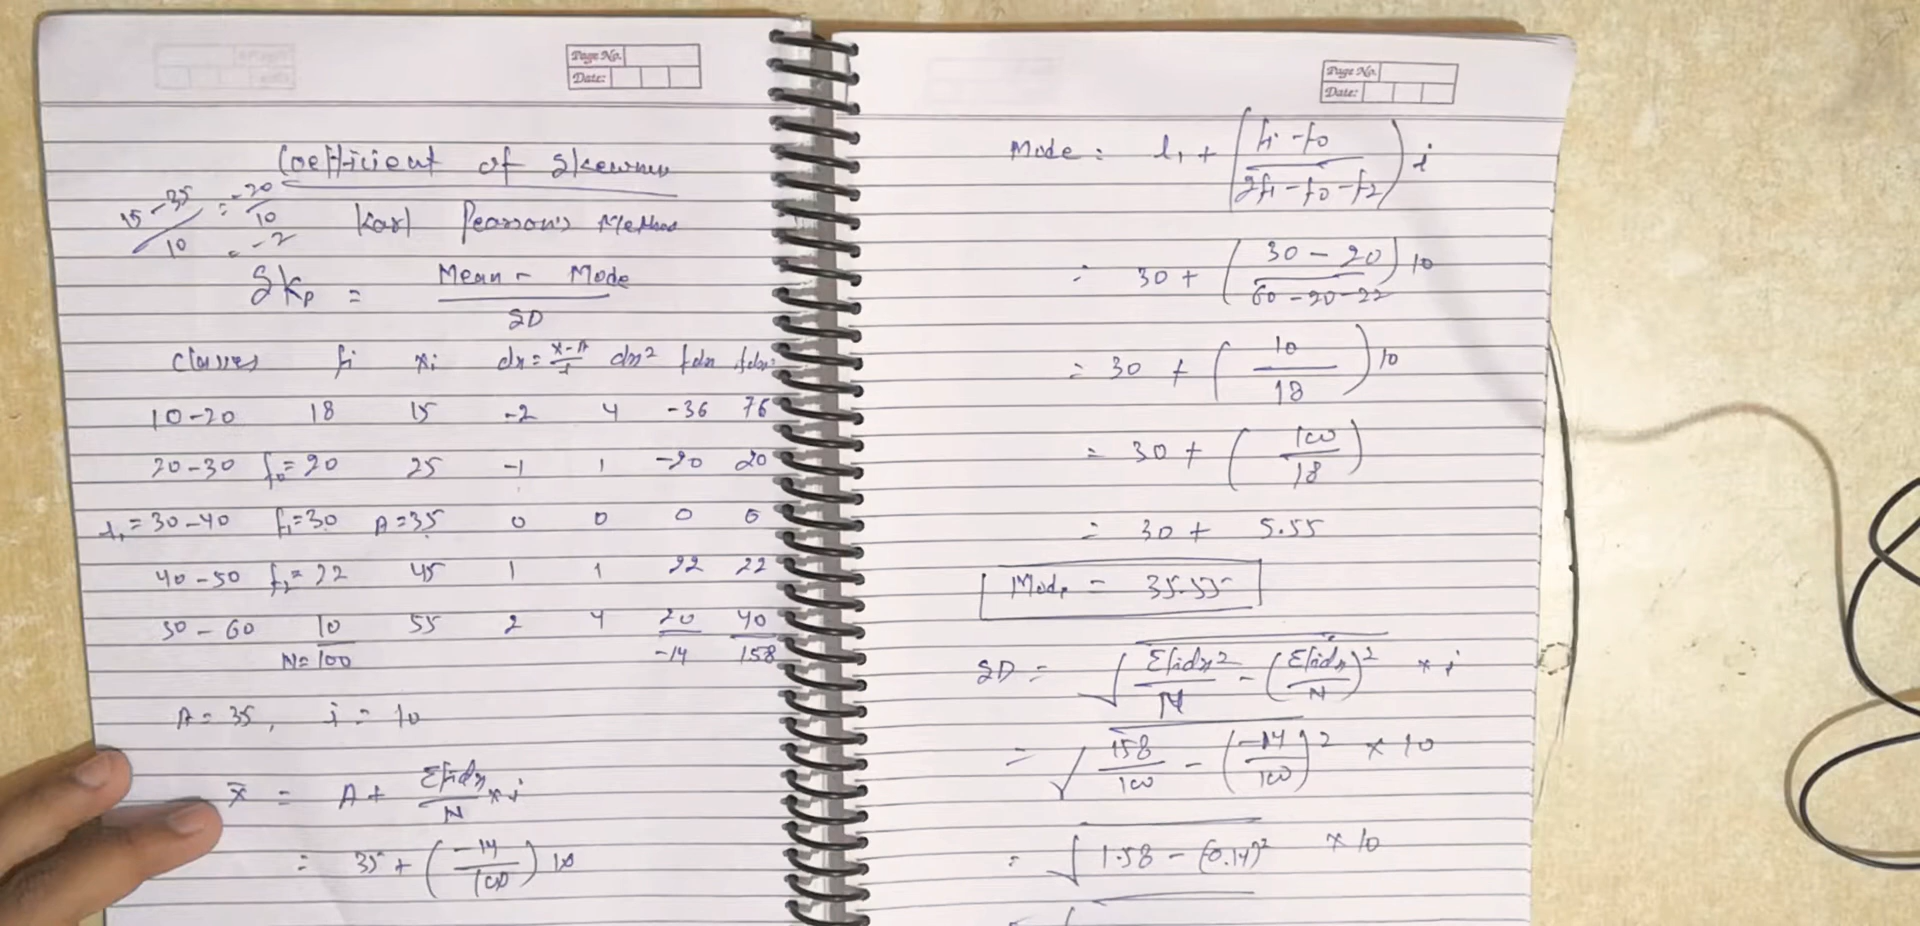 Page No.
Date:
Coefficient of Skewness
15-35/10 = -20/10
= -2
Karl Pearson's Method
SKp = Mean - Mode / SD
Classes fi xi dx = x-A/i dx² fdx fdx²
10-20 18 15 -2 4 -36 76
20-30 f₀=20 25 -1 1 -20 20
l₁=30-40 f₁=30 A=35 0 0 0 0
40-50 f₂=22 45 1 1 22 22
50-60 10 55 2 4 20 40
N=100 -14 158
A=35, i=10
x̄ = A + Σfidx/N × i
= 35 + (-14/100) 10
Page No.
Date:
Mode = l₁ + (f₁-f₀ / 2f₁-f₀-f₂) i
= 30 + (30-20 / 60-20-22) 10
= 30 + (10/18) 10
= 30 + (100/18)
= 30 + 5.55
Mode = 35.55
SD = √Σfidx²/N - (Σfidx/N)² × i
= √158/100 - (-14/100)² × 10
= √1.58 - (0.14)² × 10